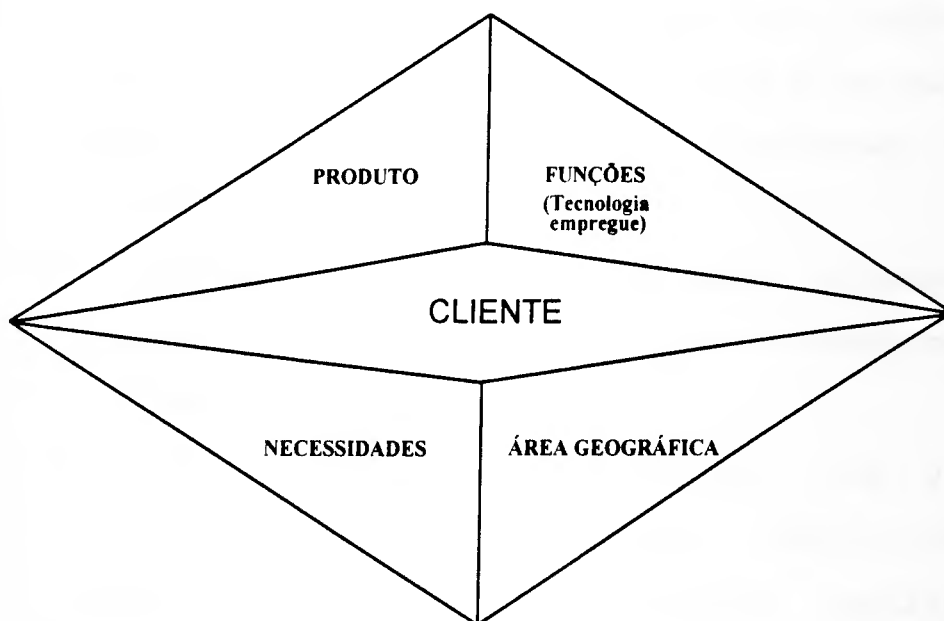 PRODUTO
FUNÇÕES
(Tecnologia
empregue)
CLIENTE
NECESSIDADES
ÁREA GEOGRÁFICA